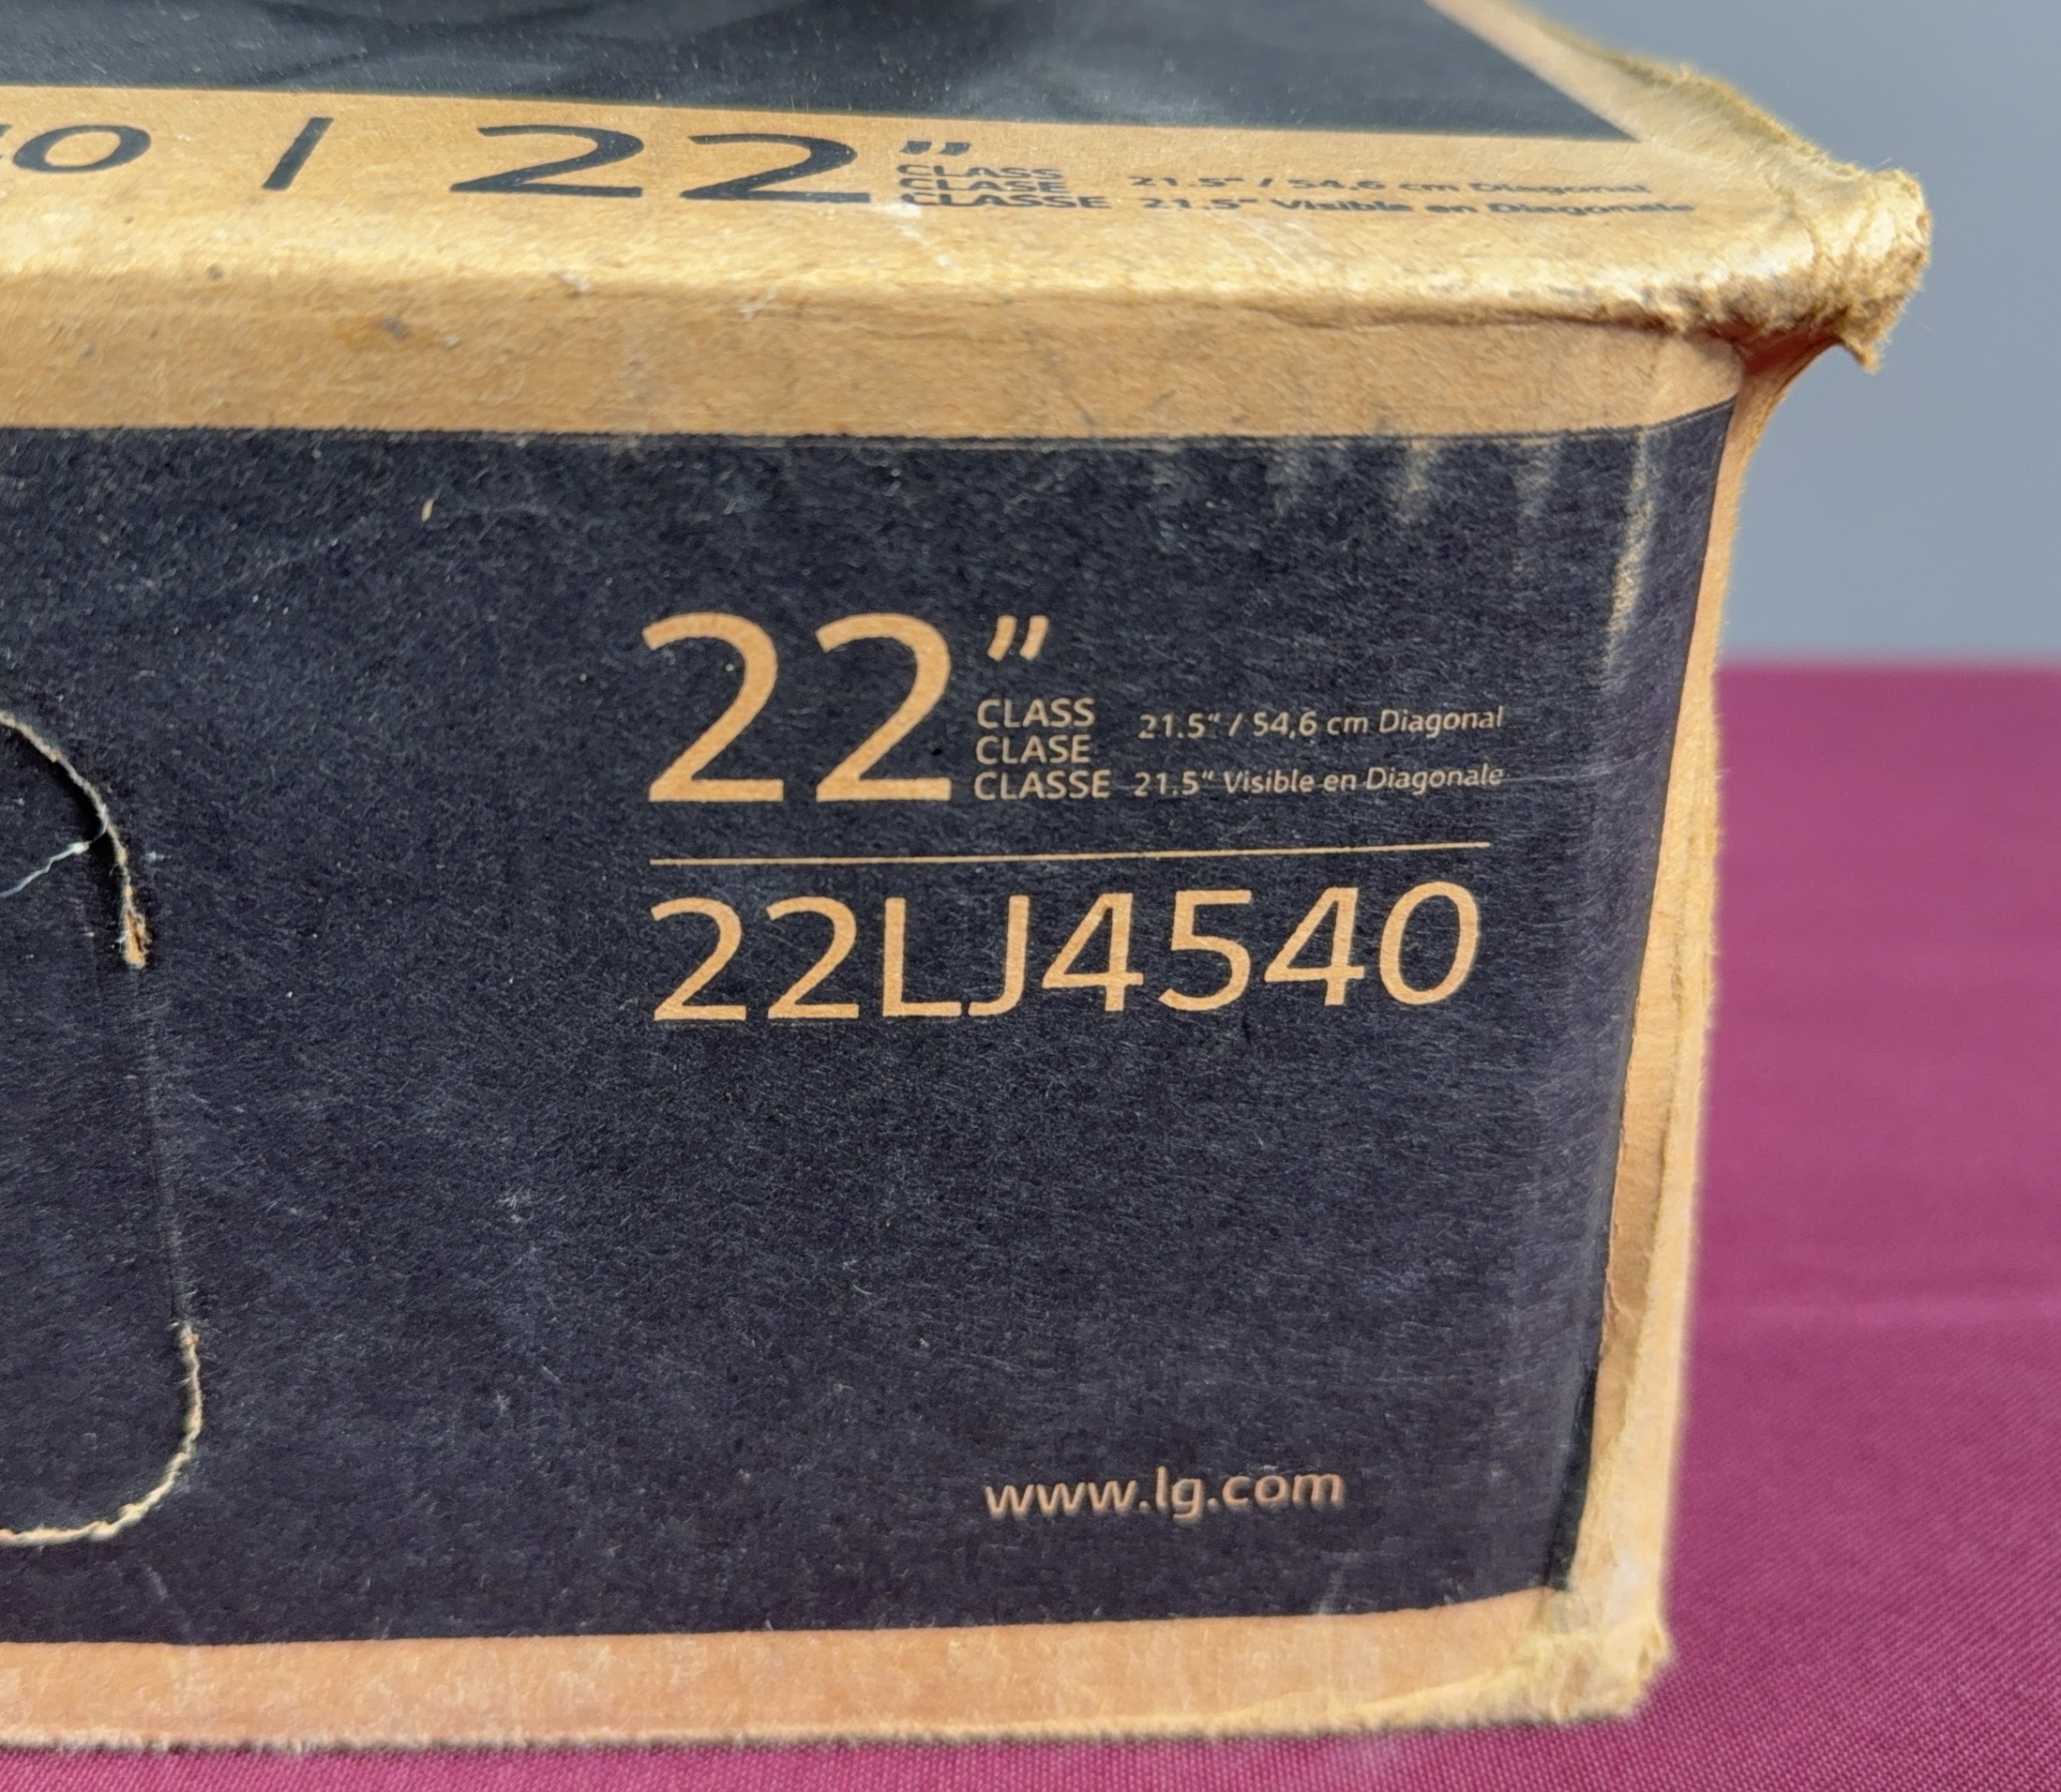 40 / 22”
CLASS
CLASE
CLASSE
21.5“ / 54,6 cm Diagonal
21.5“ Visible en Diagonale
22”
CLASS
CLASE
CLASSE
21.5“ / 54,6 cm Diagonal
21.5“ Visible en Diagonale
22LJ4540
www.lg.com